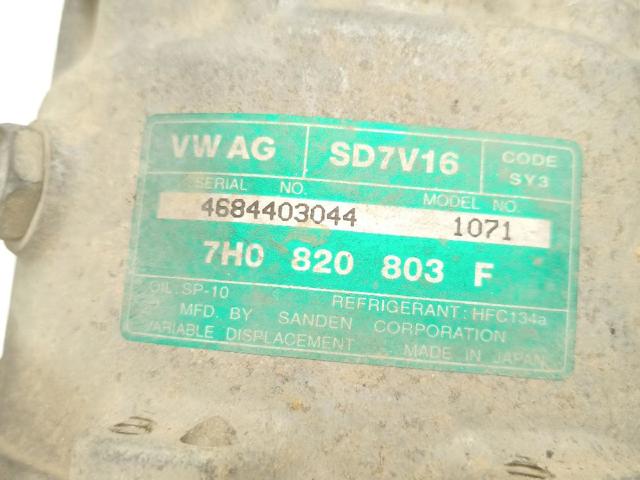 VW AG SD7V16 CODE SY3
SERIAL NO. MODEL NO.
4684403044 1071
7H0 820 803 F
OIL: SP-10 REFRIGERANT: HFC134a
MFD. BY SANDEN CORPORATION
VARIABLE DISPLACEMENT MADE IN JAPAN